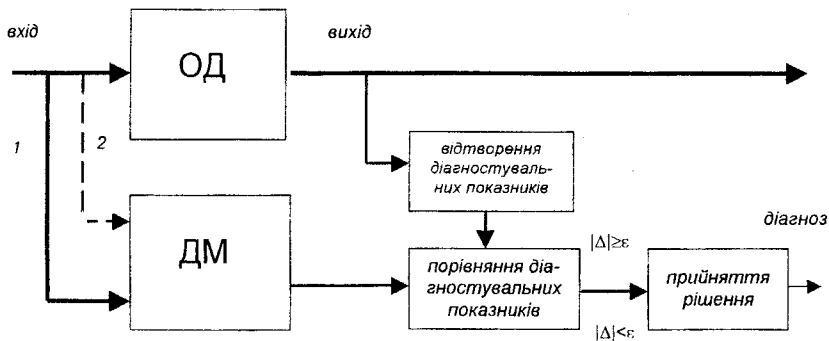 вхід
ОД
вихід
1
2
відтворення
діагностуваль-
них показників
ДМ
порівняння діа-
гностувальних
показників
|Δ|≥ε
|Δ|<ε
прийняття
рішення
діагноз